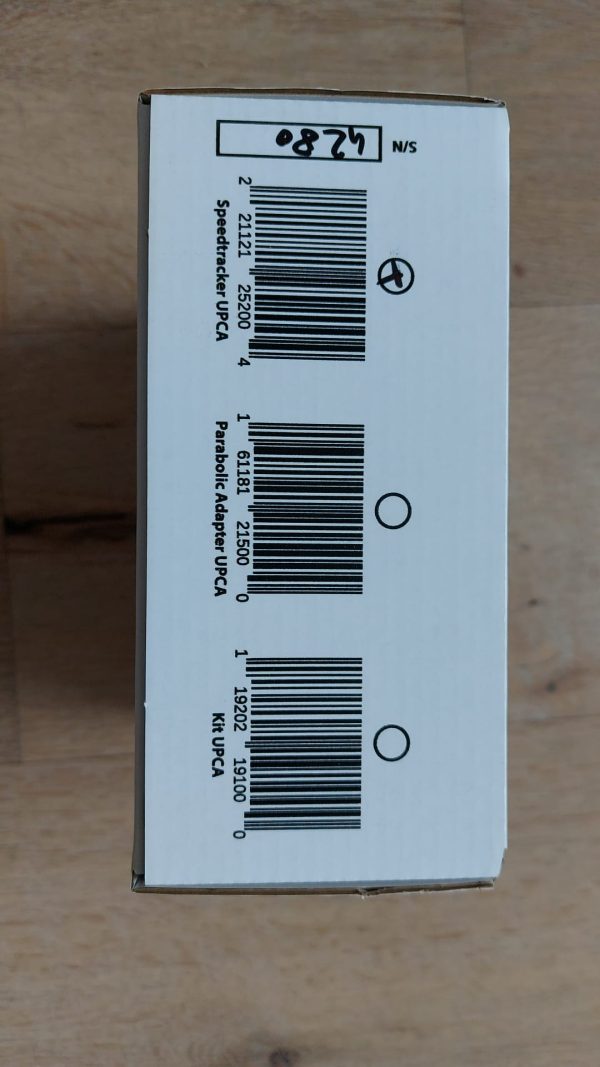 S/N 4280
2 21121 25200 4
Speedtracker UPCA
1 61181 21500 0
Parabolic Adapter UPCA
1 19202 19100 0
Kit UPCA